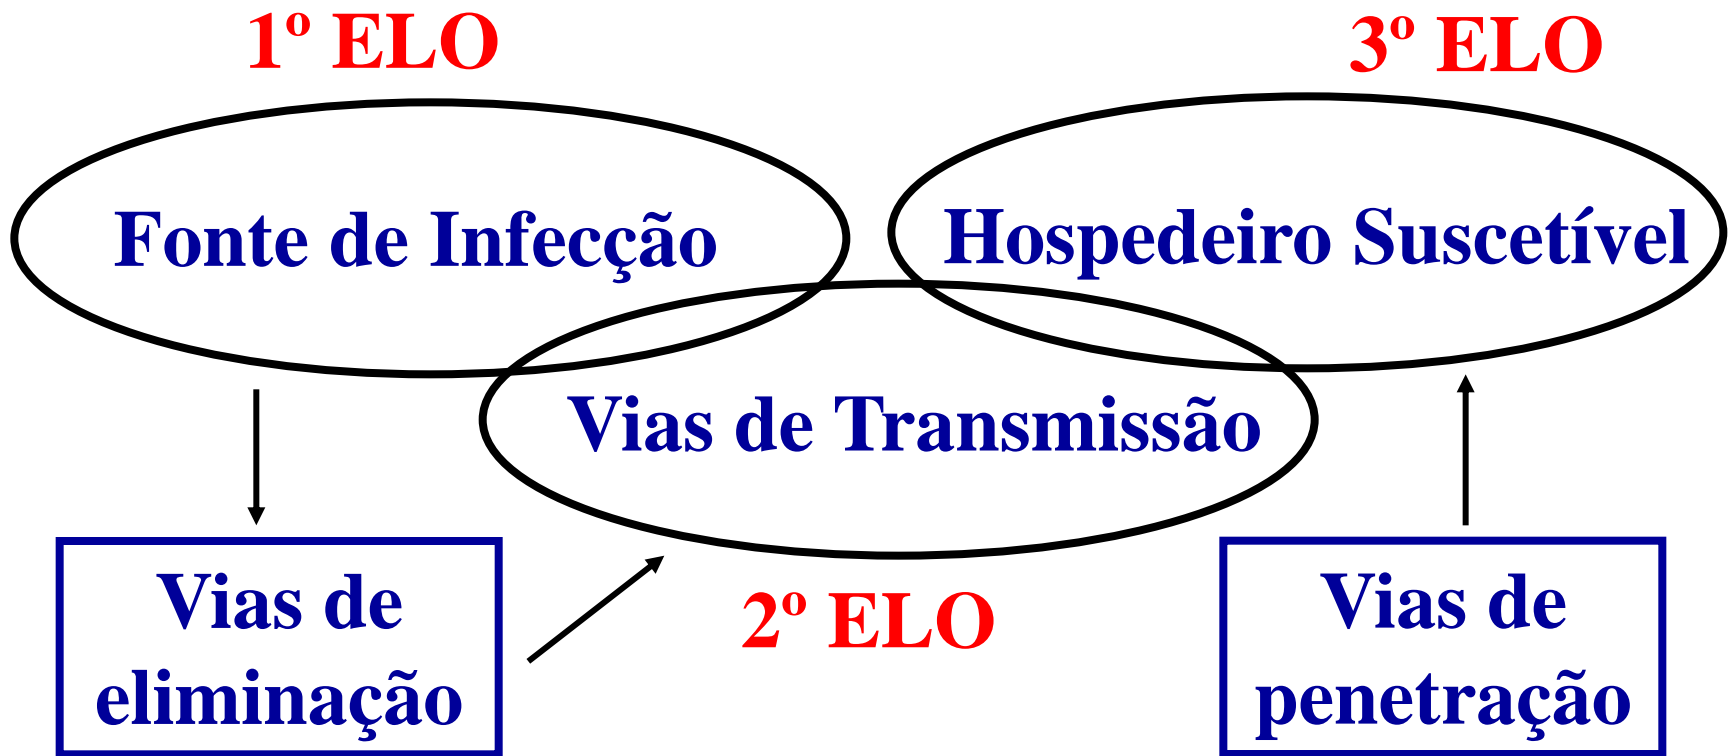 1º ELO
3º ELO
Fonte de Infecção
Hospedeiro Suscetível
Vias de Transmissão
2º ELO
Vias de
eliminação
Vias de
penetração